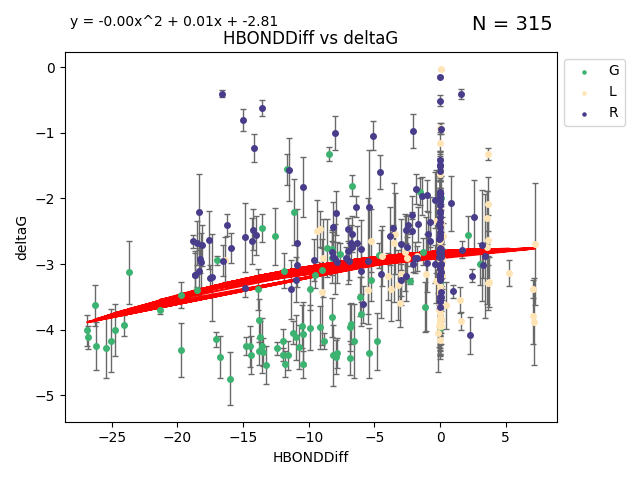 y = -0.00x^2 + 0.01x + -2.81
N = 315
HBONDDiff vs deltaG
G
L
R
deltaG
0
−1
−2
−3
−4
−5
−25
−20
−15
−10
−5
0
5
HBONDDiff